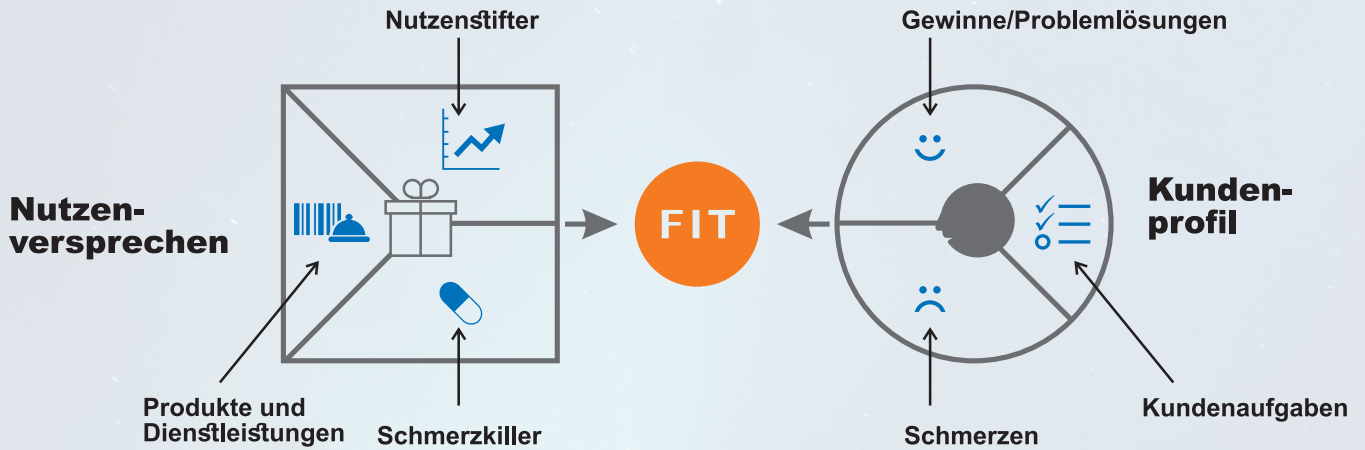 Nutzenstifter
Gewinne/Problemlösungen
Nutzen-
versprechen
FIT
Kunden-
profil
Produkte und
Dienstleistungen
Schmerzkiller
Schmerzen
Kundenaufgaben